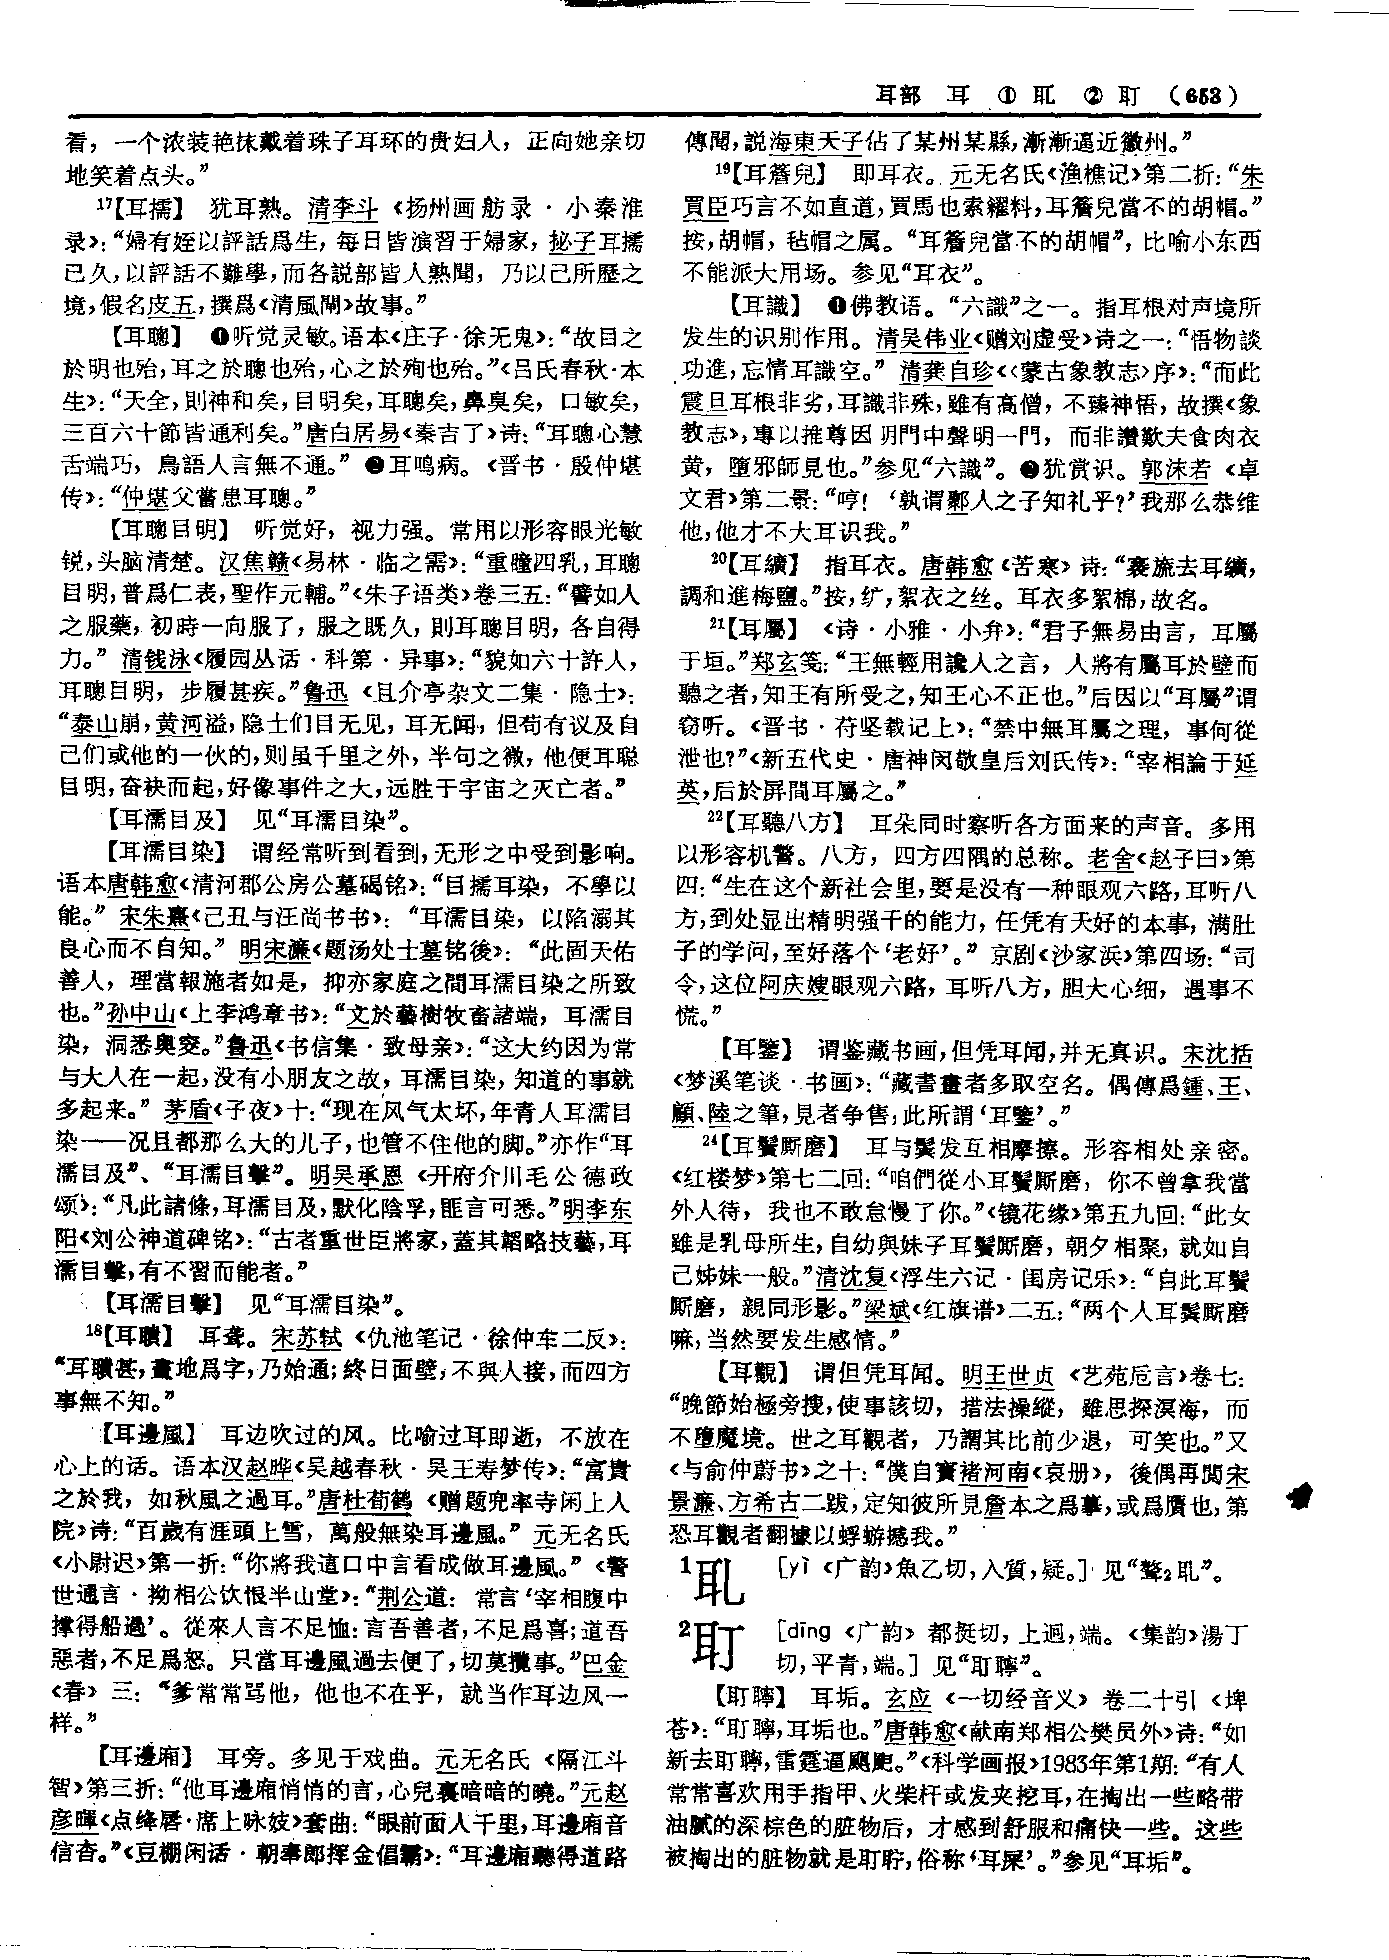 耳部 耳 ①耴 ②耵 (653)
看，一个浓装艳抹戴着珠子耳环的贵妇人，正向她亲切
地笑着点头。”
17【耳擩】 犹耳熟。清李斗《扬州画舫录·小秦淮
录》：“婦有姪以評話爲生，每日皆演習于婦家，㧙子耳擩
已久，以評話不難學，而各説部皆人熟聞，乃以己所歷之
境，假名皮五，撰爲《清風閘》故事。”
【耳聰】 ❶听觉灵敏。语本《庄子·徐无鬼》：“故目之
於明也殆，耳之於聰也殆，心之於殉也殆。”《吕氏春秋·本
生》：“天全，則神和矣，目明矣，耳聰矣，鼻臭矣，口敏矣，
三百六十節皆通利矣。”唐白居易《秦吉了》诗：“耳聰心慧
舌端巧，鳥語人言無不通。” ❷耳鸣病。《晋书·殷仲堪
传》：“仲堪父嘗患耳聰。”
【耳聰目明】 听觉好，视力强。常用以形容眼光敏
锐，头脑清楚。汉焦赣《易林·临之需》：“重瞳四乳，耳聰
目明，普爲仁表，聖作元輔。”《朱子语类》卷三五：“譬如人
之服藥，初時一向服了，服之既久，則耳聰目明，各自得
力。” 清钱泳《履园丛话·科第·异事》：“貌如六十許人，
耳聰目明，步履甚疾。”鲁迅《且介亭杂文二集·隐士》：
“泰山崩，黄河溢，隐士们目无见，耳无闻，但苟有议及自
己们或他的一伙的，则虽千里之外，半句之微，他便耳聪
目明，奋袂而起，好像事件之大，远胜于宇宙之灭亡者。”
【耳濡目及】 见“耳濡目染”。
【耳濡目染】 谓经常听到看到，无形之中受到影响。
语本唐韩愈《清河郡公房公墓碣铭》：“目擩耳染，不學以
能。” 宋朱熹《己丑与汪尚书书》：“耳濡目染，以陷溺其
良心而不自知。” 明宋濂《题汤处士墓铭後》：“此固天佑
善人，理當報施者如是，抑亦家庭之間耳濡目染之所致
也。”孙中山《上李鸿章书》：“文於藝樹牧畜諸端，耳濡目
染，洞悉奥窔。”鲁迅《书信集·致母亲》：“这大约因为常
与大人在一起，没有小朋友之故，耳濡目染，知道的事就
多起来。” 茅盾《子夜》十：“现在风气太坏，年青人耳濡目
染——况且都那么大的儿子，也管不住他的脚。”亦作“耳
濡目及”、“耳濡目擊”。明吴承恩《开府介川毛公德政
颂》：“凡此諸條，耳濡目及，默化陰孚，匪言可悉。”明李东
阳《刘公神道碑铭》：“古者重世臣將家，蓋其韜略技藝，耳
濡目擊，有不習而能者。”
【耳濡目擊】 见“耳濡目染”。
18【耳聵】 耳聋。宋苏轼《仇池笔记·徐仲车二反》：
“耳聵甚，畫地爲字，乃始通；終日面壁，不與人接，而四方
事無不知。”
【耳邊風】 耳边吹过的风。比喻过耳即逝，不放在
心上的话。语本汉赵晔《吴越春秋·吴王寿梦传》：“富貴
之於我，如秋風之過耳。”唐杜荀鹤《赠题兜率寺闲上人
院》诗：“百歲有涯頭上雪，萬般無染耳邊風。” 元无名氏
《小尉迟》第一折：“你將我這口中言看成做耳邊風。”《警
世通言·拗相公饮恨半山堂》：“荆公道：常言‘宰相腹中
撑得船過’。從來人言不足恤：言吾善者，不足爲喜；道吾
惡者，不足爲怒。只當耳邊風過去便了，切莫攬事。”巴金
《春》三：“爹常常骂他，他也不在乎，就当作耳边风一
样。”
【耳邊廂】 耳旁。多见于戏曲。元无名氏《隔江斗
智》第三折：“他耳邊廂悄悄的言，心兒裏暗暗的曉。”元赵
彦暉《点绛唇·席上咏妓》套曲：“眼前面人千里，耳邊廂音
信杳。”《豆棚闲话·朝奉郎挥金倡霸》：“耳邊廂聽得道路
傳聞，説海東天子佔了某州某縣，漸漸逼近徽州。”
19【耳簷兒】 即耳衣。元无名氏《渔樵记》第二折：“朱
買臣巧言不如直道，買馬也索糴料，耳簷兒當不的胡帽。”
按，胡帽，毡帽之属。“耳簷兒當不的胡帽”，比喻小东西
不能派大用场。参见“耳衣”。
【耳識】 ❶佛教语。“六識”之一。指耳根对声境所
发生的识别作用。清吴伟业《赠刘虚受》诗之一：“悟物談
功進，忘情耳識空。” 清龚自珍《〈蒙古象教志〉序》：“而此
震旦耳根非劣，耳識非殊，雖有高僧，不臻神悟，故撰《象
教志》，專以推尊因明門中聲明一門，而非讚歎夫食肉衣
黄，墮邪師見也。”参见“六識”。❷犹赏识。郭沫若《卓
文君》第二景：“哼！‘孰谓鄹人之子知礼乎？’我那么恭维
他，他才不大耳识我。”
20【耳纊】 指耳衣。唐韩愈《苦寒》诗：“褰旒去耳纊，
調和進梅鹽。”按，纩，絮衣之丝。耳衣多絮棉，故名。
21【耳屬】 《诗·小雅·小弁》：“君子無易由言，耳屬
于垣。”郑玄笺：“王無輕用讒人之言，人將有屬耳於壁而
聽之者，知王有所受之，知王心不正也。”后因以“耳屬”谓
窃听。《晋书·苻坚载记上》：“禁中無耳屬之理，事何從
泄也？”《新五代史·唐神闵敬皇后刘氏传》：“宰相論于延
英，后於屏間耳屬之。”
22【耳聽八方】 耳朵同时察听各方面来的声音。多用
以形容机警。八方，四方四隅的总称。老舍《赵子曰》第
四：“生在这个新社会里，要是没有一种眼观六路，耳听八
方，到处显出精明强干的能力，任凭有天好的本事，满肚
子的学问，至好落个‘老好’。” 京剧《沙家浜》第四场：“司
令，这位阿庆嫂眼观六路，耳听八方，胆大心细，遇事不
慌。”
【耳鑒】 谓鉴藏书画，但凭耳闻，并无真识。宋沈括
《梦溪笔谈·书画》：“藏書畫者多取空名。偶傳爲鍾、王、
顧、陸之筆，見者争售，此所謂‘耳鑒’。”
24【耳鬢厮磨】 耳与鬓发互相摩擦。形容相处亲密。
《红楼梦》第七二回：“咱們從小耳鬢厮磨，你不曾拿我當
外人待，我也不敢怠慢了你。”《镜花缘》第五九回：“此女
雖是乳母所生，自幼與妹子耳鬢厮磨，朝夕相聚，就如自
己姊妹一般。”清沈复《浮生六记·闺房记乐》：“自此耳鬢
厮磨，親同形影。”梁斌《红旗谱》二五：“两个人耳鬓厮磨
嘛，当然要发生感情。”
【耳觀】 谓但凭耳闻。明王世贞《艺苑卮言》卷七：
“晚節始極旁搜，使事該切，措法操縱，雖思探溟海，而
不墮魔境。世之耳觀者，乃謂其比前少退，可笑也。”又
《与俞仲蔚书》之十：“僕自寶褚河南《哀册》，後偶再閲宋
景濂、方希古二跋，定知彼所見詹本之爲摹，或爲贋也，第
恐耳觀者翻據以蜉蝣撼我。”
1耴 ［yì《广韵》魚乙切，入質，疑。］见“聱2耴”。
2耵 ［dǐng《广韵》都挺切，上迥，端。《集韵》湯丁
切，平青，端。］见“耵聹”。
【耵聹】 耳垢。玄应《一切经音义》卷二十引《埤
苍》：“耵聹，耳垢也。”唐韩愈《献南郑相公樊员外》诗：“如
新去耵聹，雷霆逼颶䬍。”《科学画报》1983年第1期：“有人
常常喜欢用手指甲、火柴杆或发夹挖耳，在掏出一些略带
油腻的深棕色的脏物后，才感到舒服和痛快一些。这些
被掏出的脏物就是耵聍，俗称‘耳屎’。”参见“耳垢”。